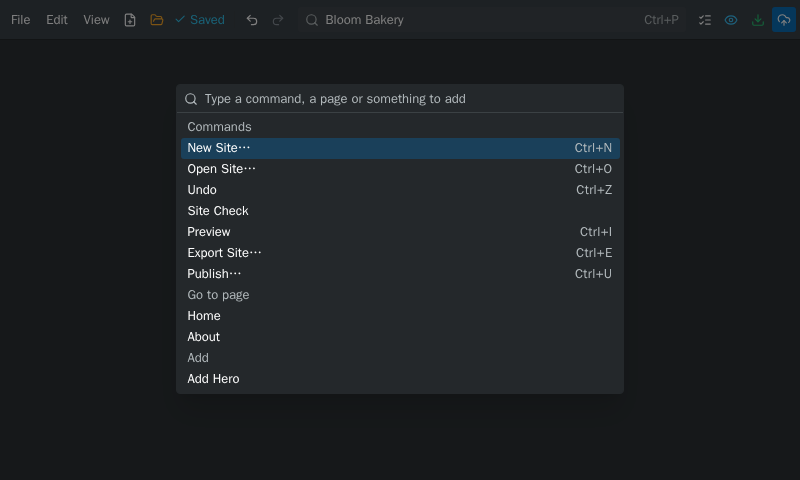 File Edit View Saved Bloom Bakery Ctrl+P
Type a command, a page or something to add
Commands
New Site··· Ctrl+N
Open Site··· Ctrl+O
Undo Ctrl+Z
Site Check
Preview Ctrl+I
Export Site··· Ctrl+E
Publish··· Ctrl+U
Go to page
Home
About
Add
Add Hero